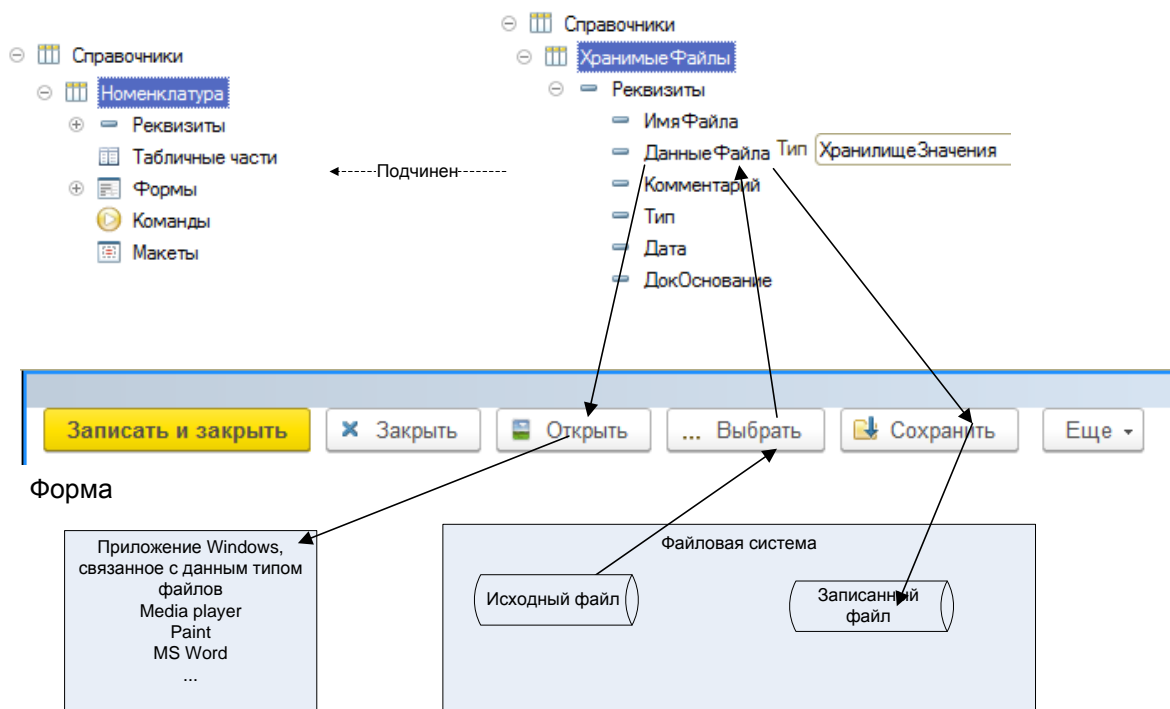 Справочники
Номенклатура
Реквизиты
Табличные части
Формы
Команды
Макеты
Подчинен
Справочники
ХранимыеФайлы
Реквизиты
ИмяФайла
ДанныеФайла Тип ХранилищеЗначения
Комментарий
Тип
Дата
ДокОснование
Записать и закрыть Закрыть Открыть ... Выбрать Сохранить Еще
Форма
Приложение Windows,
связанное с данным типом
файлов
Media player
Paint
MS Word
...
Файловая система
Исходный файл
Записанный
файл